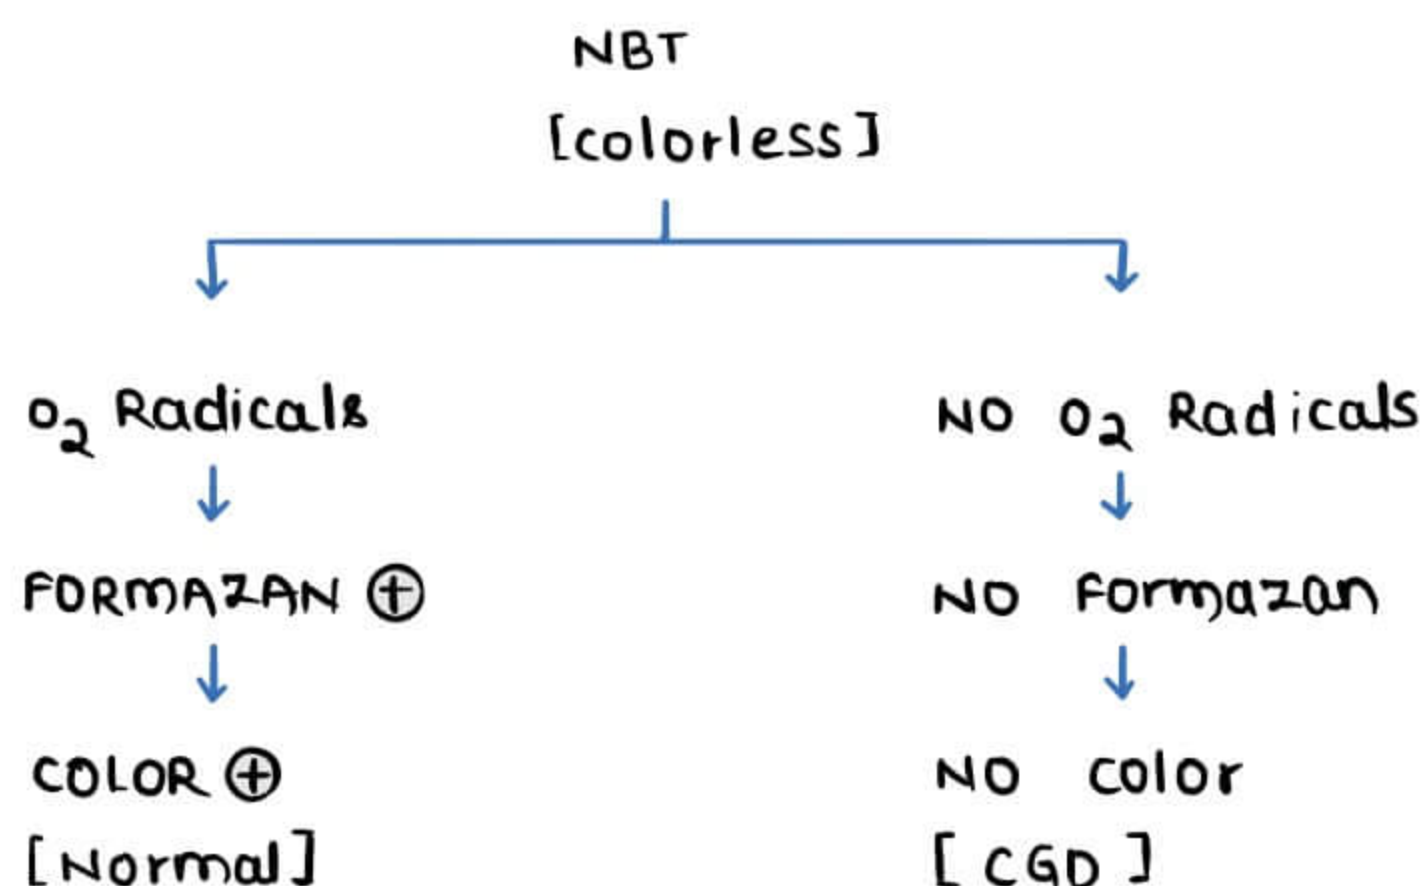 NBT
[colorless]
O₂ Radicals
NO O₂ Radicals
FORMAZAN ⊕
NO Formazan
COLOR ⊕
NO color
[Normal]
[CGD]